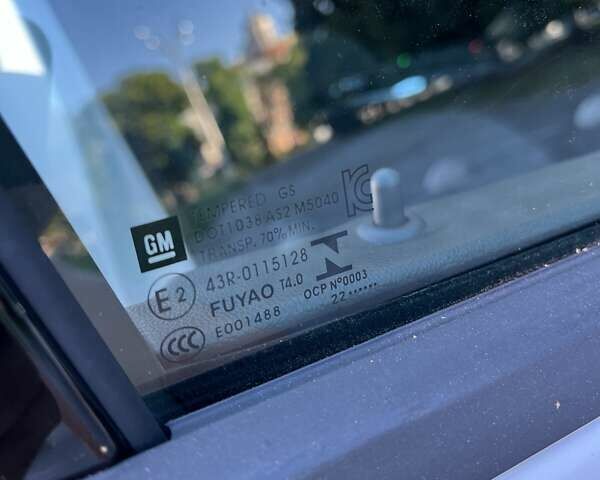 TEMPERED GS
DOT1038 AS2 M5040
TRANSP. 70% MIN.
GM
E2
43R-0115128
FUYAO T4.0
E001488
CCC
OCP Nº0003
22······